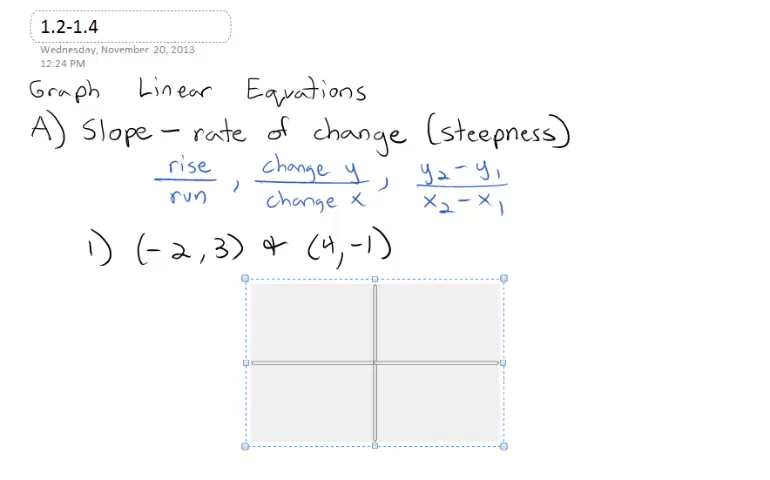 1.2-1.4
Wednesday, November 20, 2013
12:24 PM
Graph Linear Equations
A) Slope – rate of change (steepness)
rise/run, change y/change x, y₂ – y₁/x₂ – x₁
1) (-2, 3) & (4, -1)